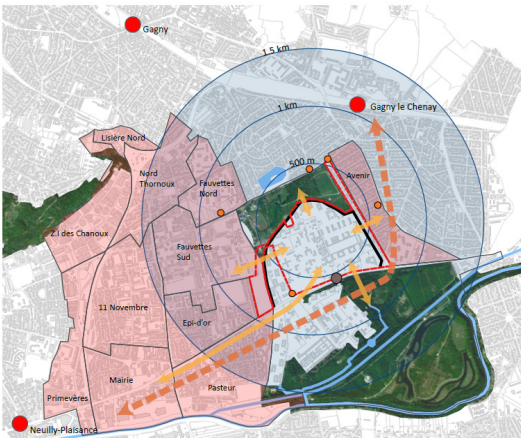 Gagny
1.5 km
1 km
Gagny le Chenay
Lisière Nord
500 m
Nord
Thornoux
Fauvettes
Nord
Avenir
Z.I des Chanoux
Fauvettes
Sud
11 Novembre
Epi-d'or
Mairie
Pasteur
Primevères
Neuilly-Plaisance